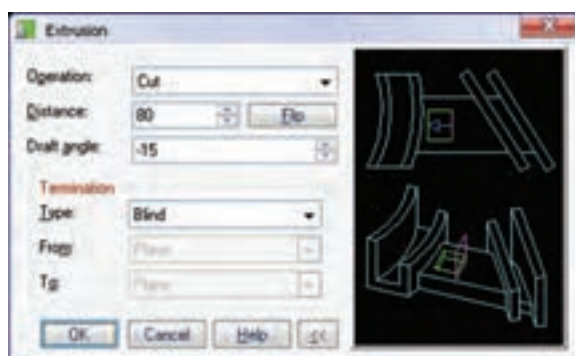 Extrusion
Operation: Cut
Distance: 80 Flip
Draft angle: -15
Termination
Type: Blind
From: Plane
To: Plane
OK Cancel Help <<